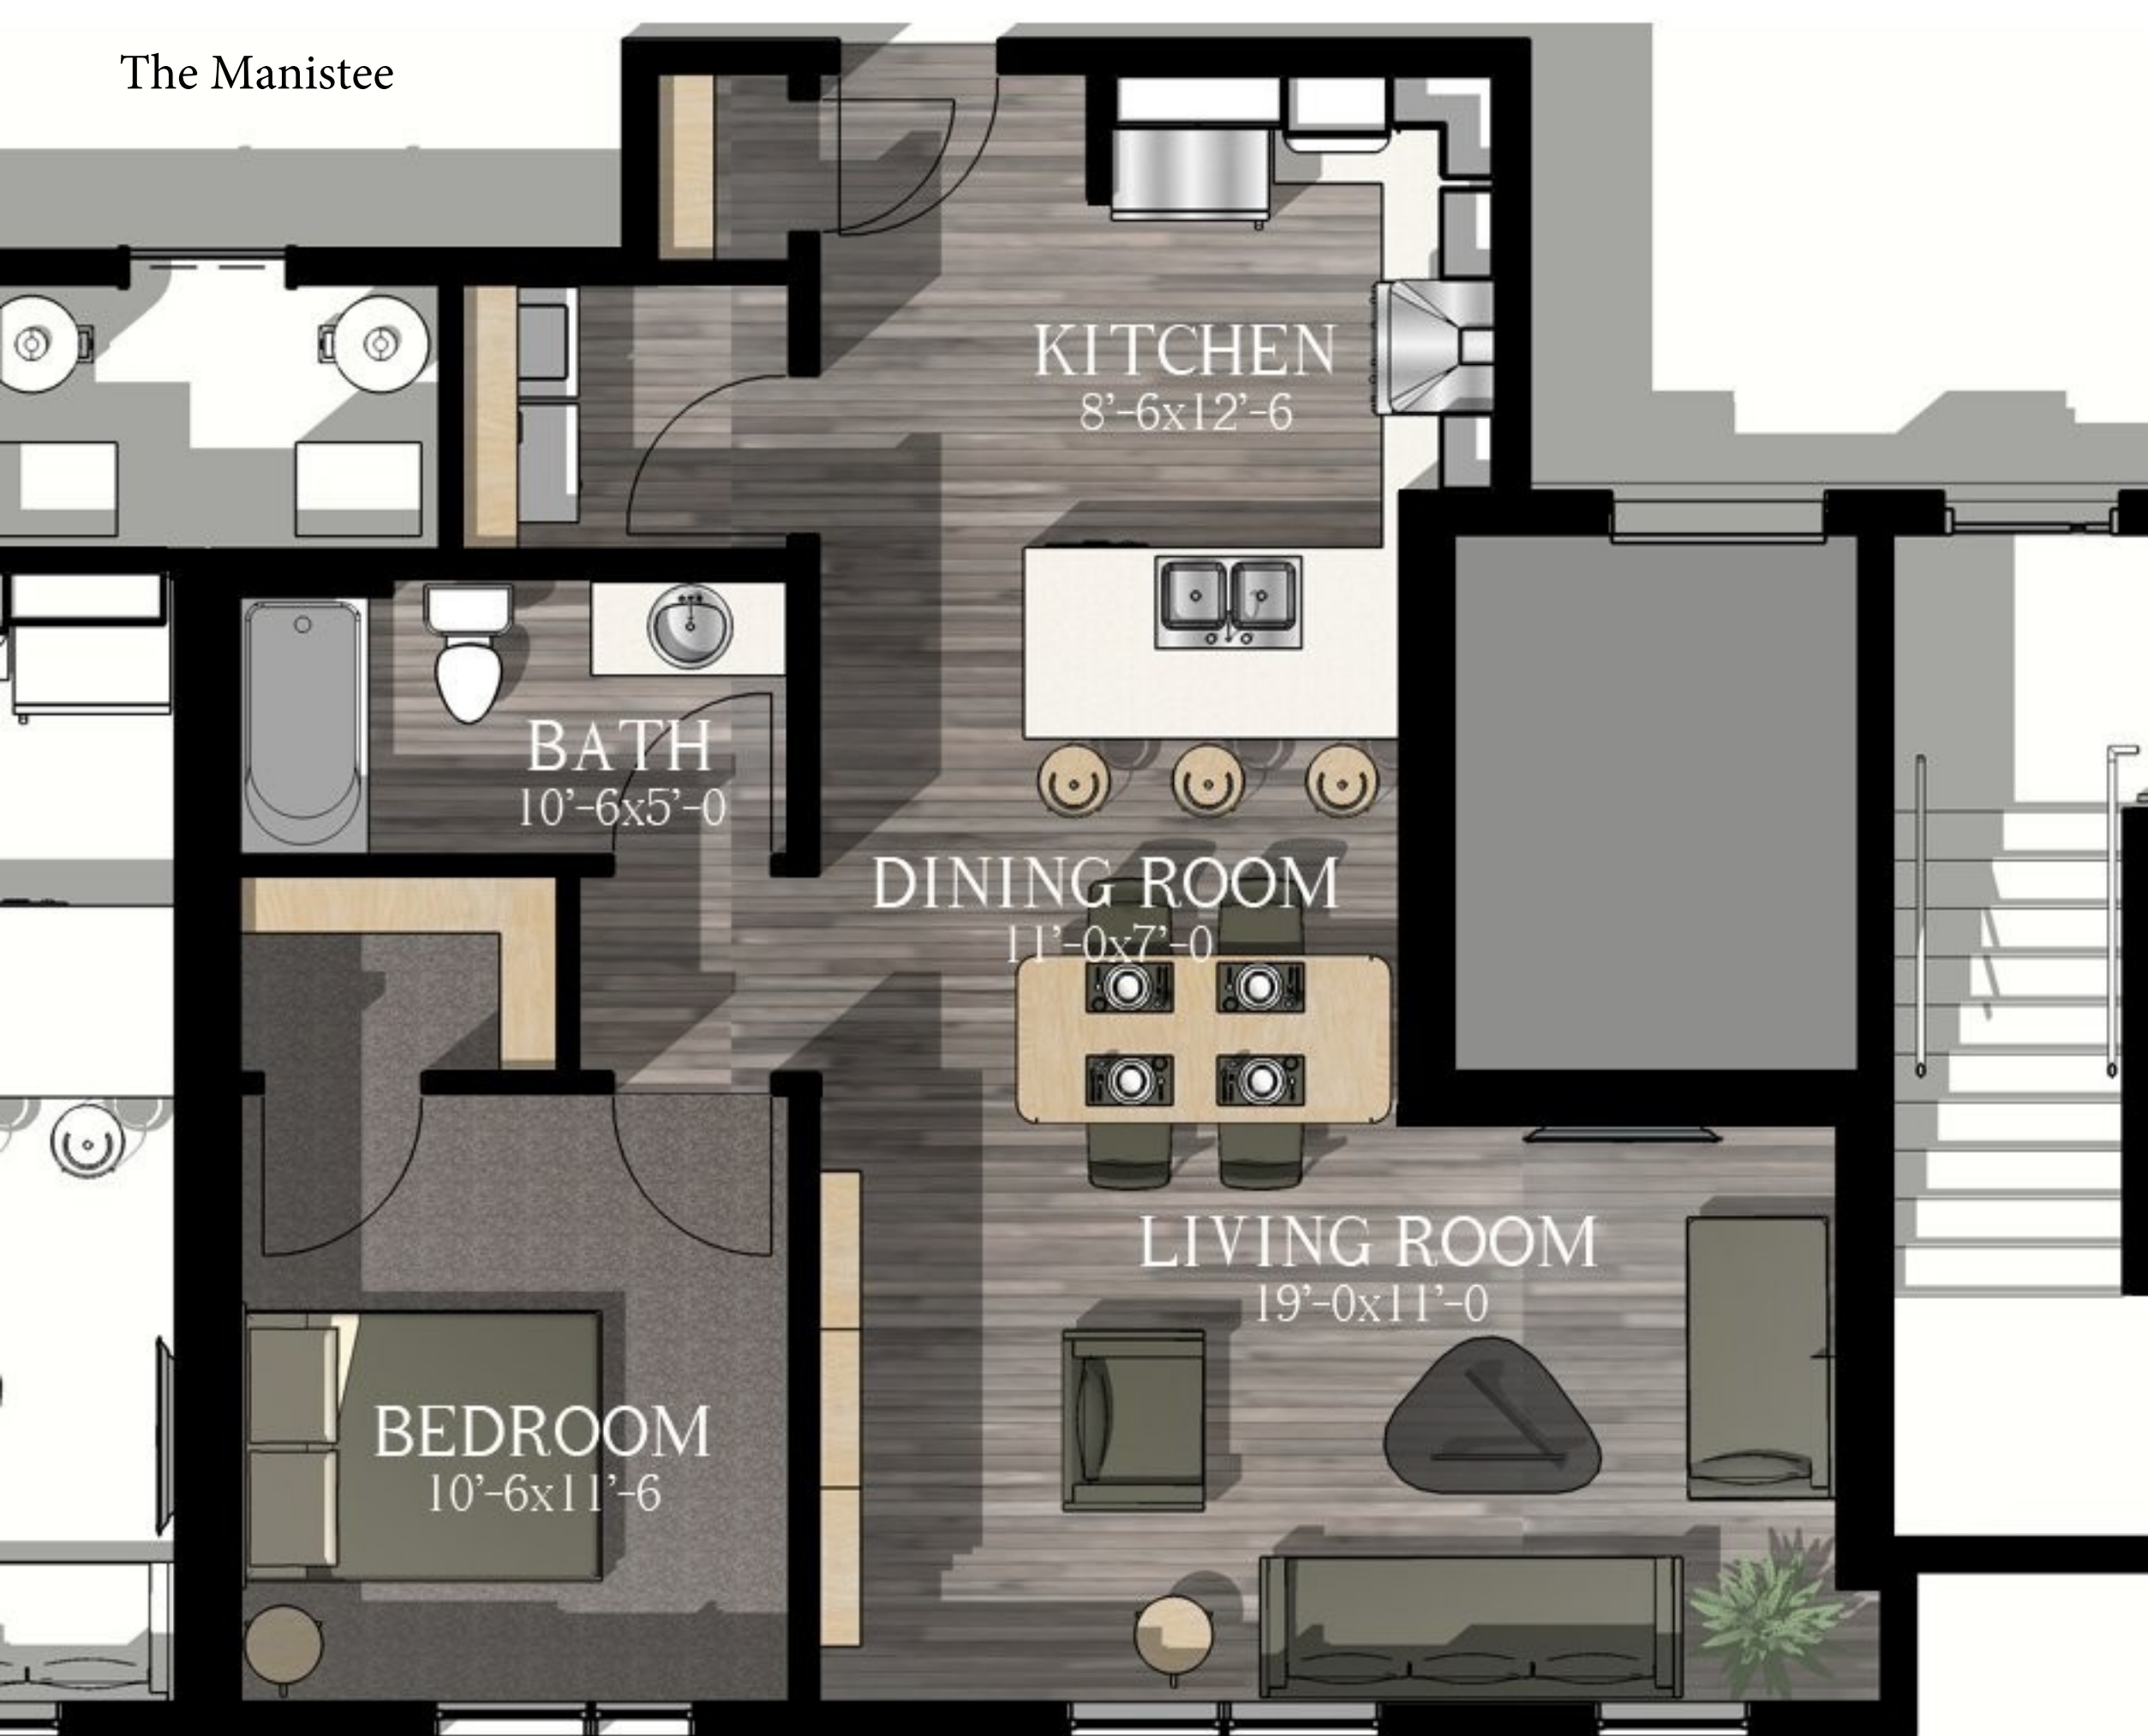 The Manistee
KITCHEN
8'-6x12'-6
BATH
10'-6x5'-0
DINING ROOM
11'-0x7'-0
LIVING ROOM
19'-0x11'-0
BEDROOM
10'-6x11'-6